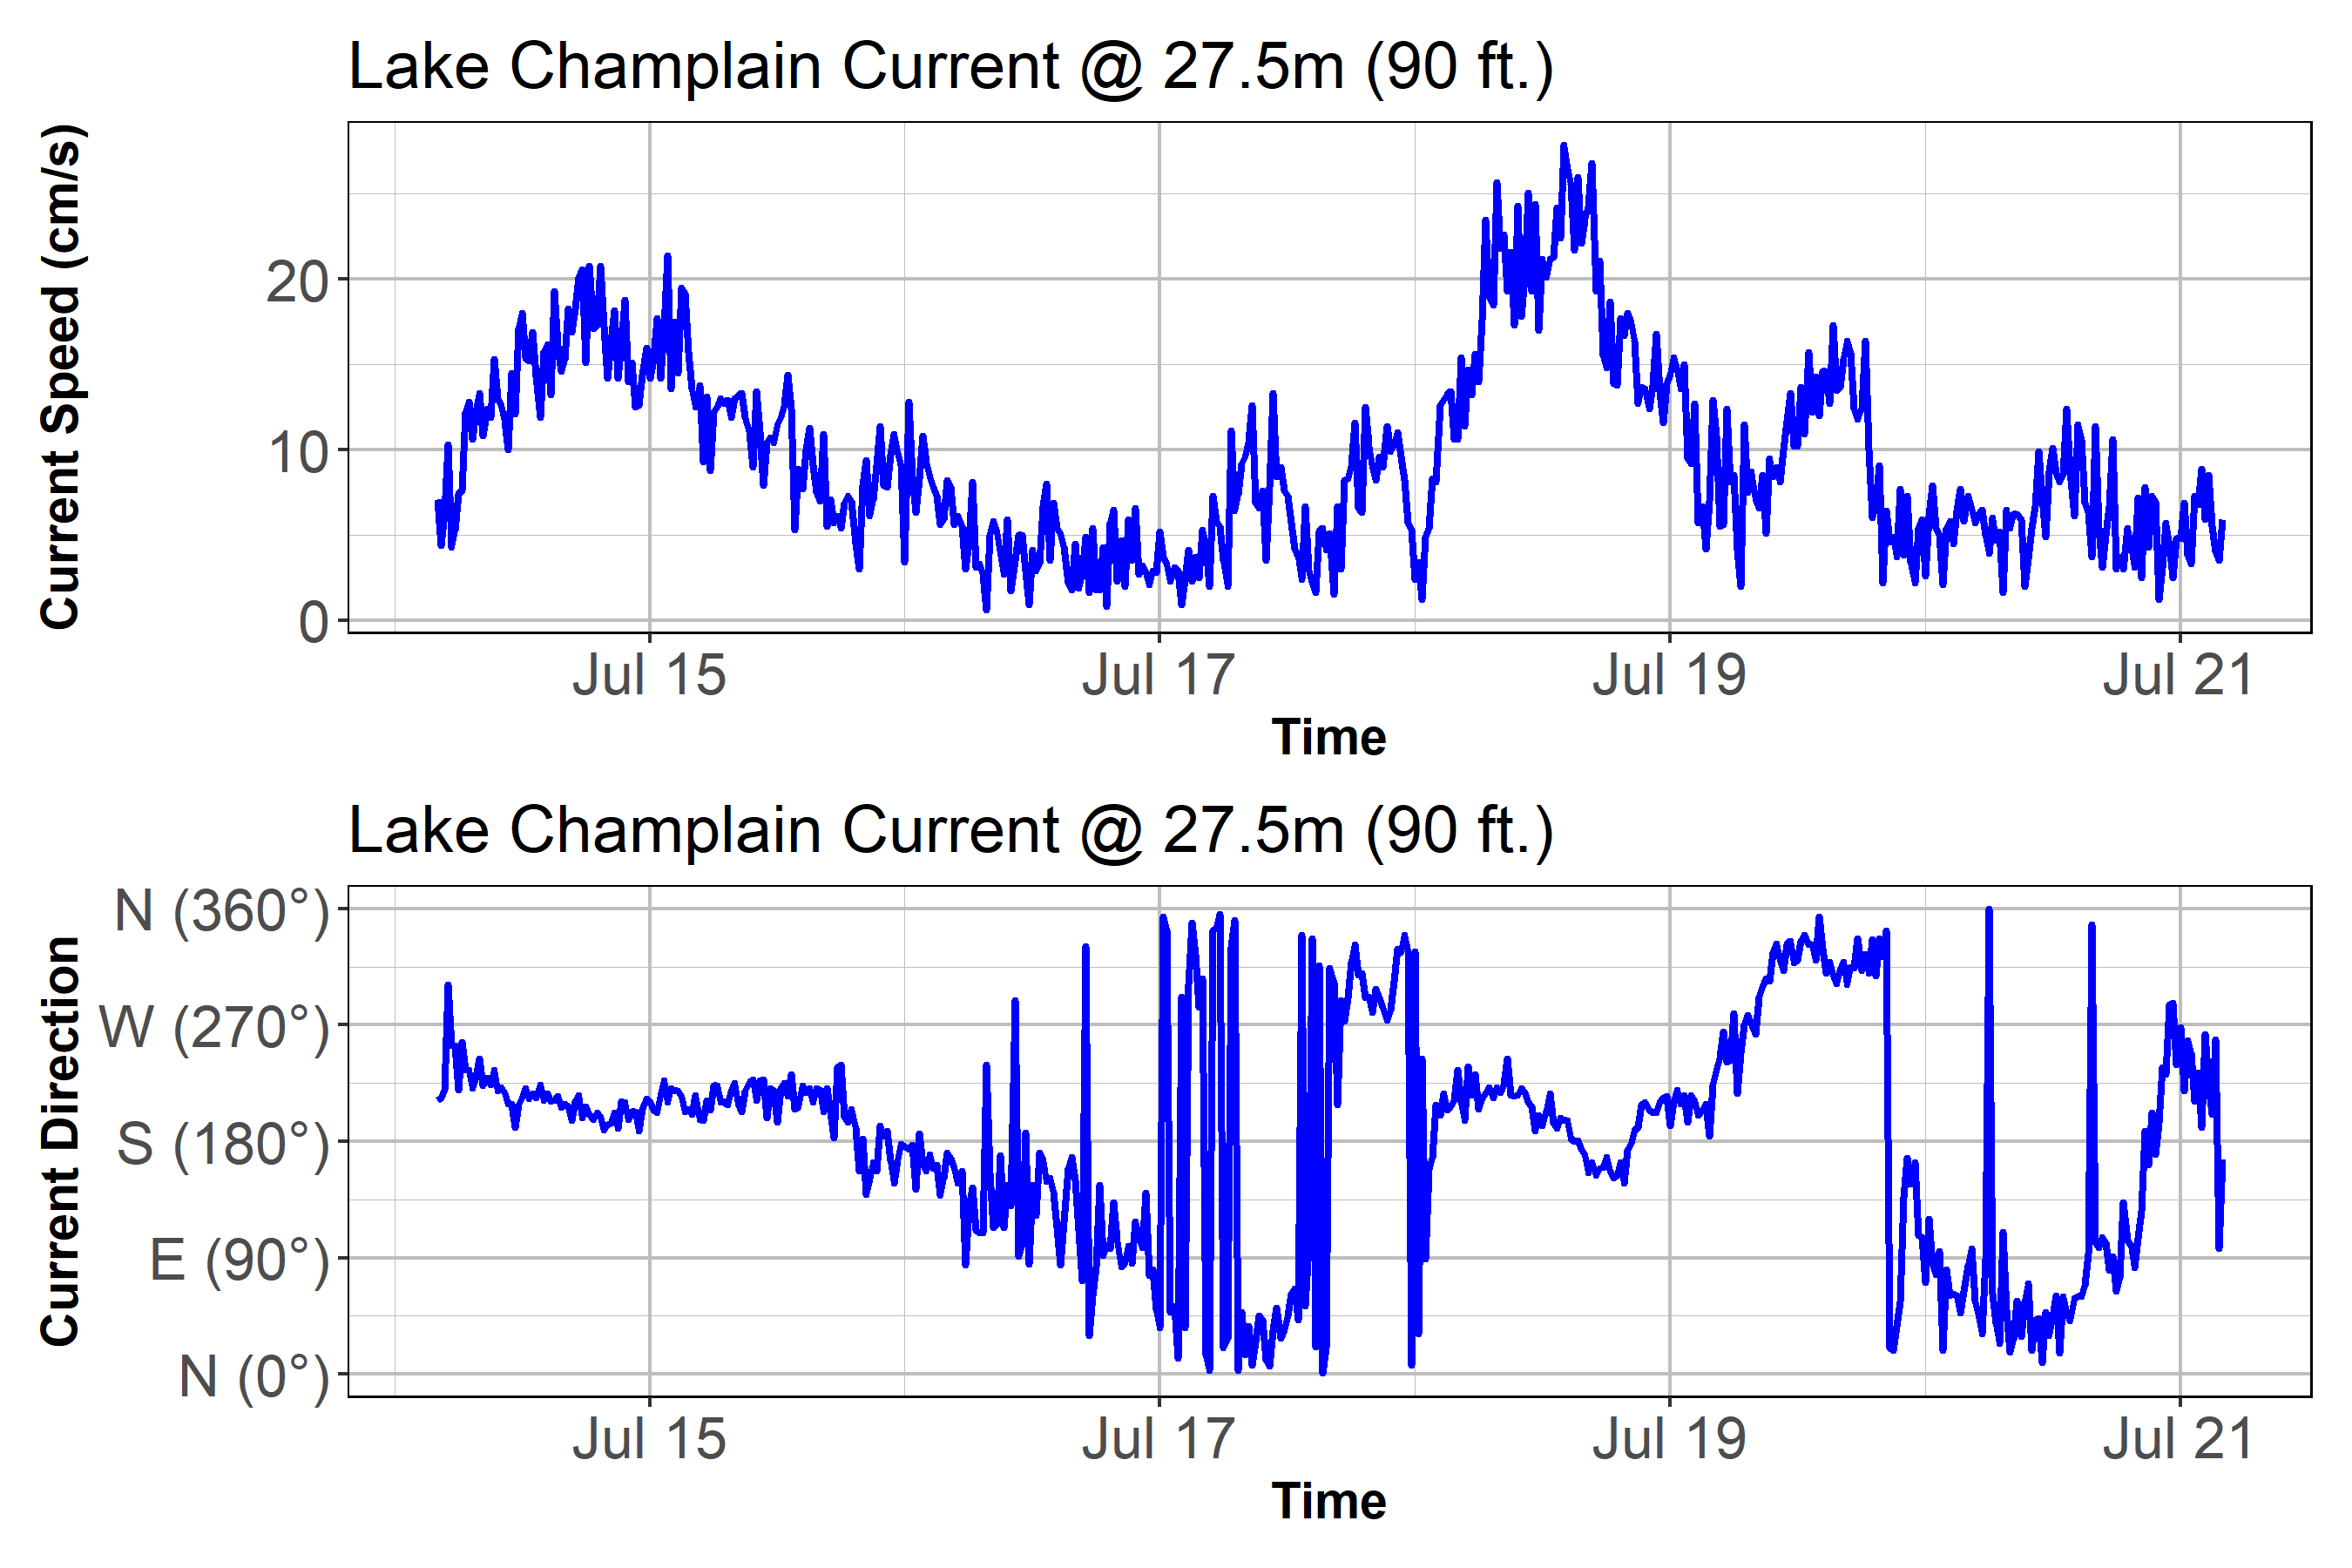 Lake Champlain Current @ 27.5m (90 ft.)
Current Speed (cm/s)
20
10
0
Jul 15 Jul 17 Jul 19 Jul 21
Time
Lake Champlain Current @ 27.5m (90 ft.)
Current Direction
N (360°)
W (270°)
S (180°)
E (90°)
N (0°)
Jul 15 Jul 17 Jul 19 Jul 21
Time